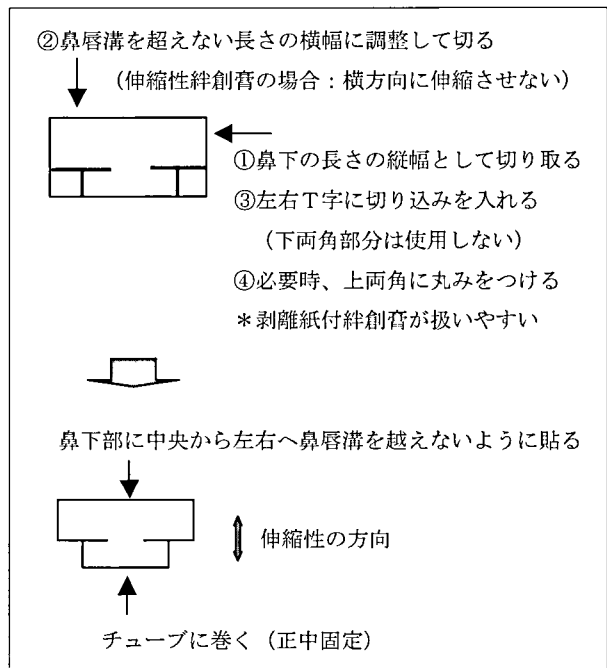 ②鼻唇溝を超えない長さの横幅に調整して切る
(伸縮性絆創膏の場合：横方向に伸縮させない)
①鼻下の長さの縦幅として切り取る
③左右T字に切り込みを入れる
(下両角部分は使用しない)
④必要時、上両角に丸みをつける
＊剥離紙付絆創膏が扱いやすい
鼻下部に中央から左右へ鼻唇溝を越えないように貼る
伸縮性の方向
チューブに巻く（正中固定）